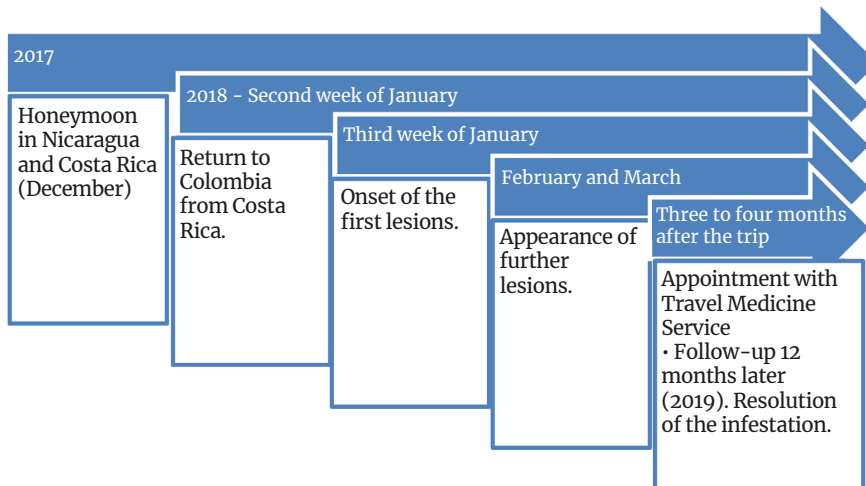 2017
Honeymoon
in Nicaragua
and Costa Rica
(December)
2018 – Second week of January
Return to
Colombia
from Costa
Rica.
Third week of January
Onset of the
first lesions.
February and March
Appearance of
further
lesions.
Three to four months
after the trip
Appointment with
Travel Medicine
Service
• Follow-up 12
months later
(2019). Resolution
of the infestation.